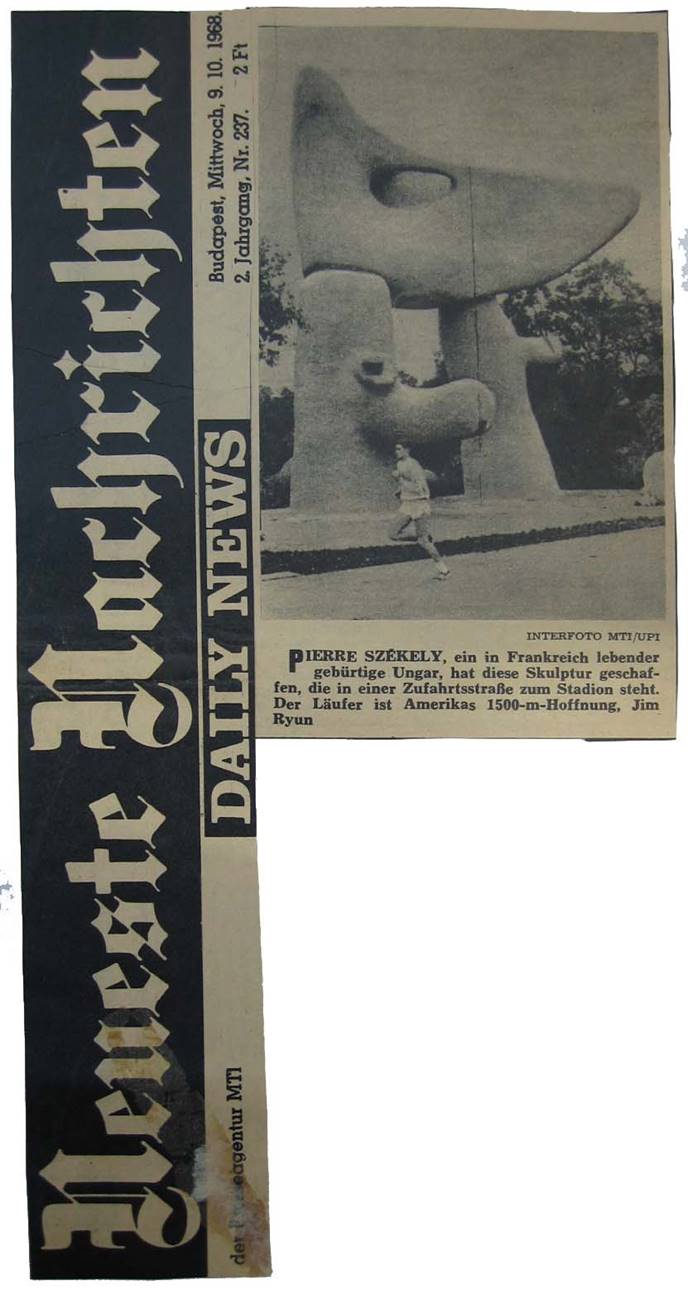 Neueste Nachrichten
Budapest, Mittwoch, 9. 10. 1968.
2. Jahrgang, Nr. 237. 2 Ft
DAILY NEWS
der Presseagentur MTI
INTERFOTO MTI/UPI
PIERRE SZÉKELY, ein in Frankreich lebender
gebürtige Ungar, hat diese Skulptur geschaf-
fen, die in einer Zufahrtsstraße zum Stadion steht.
Der Läufer ist Amerikas 1500-m-Hoffnung, Jim
Ryun